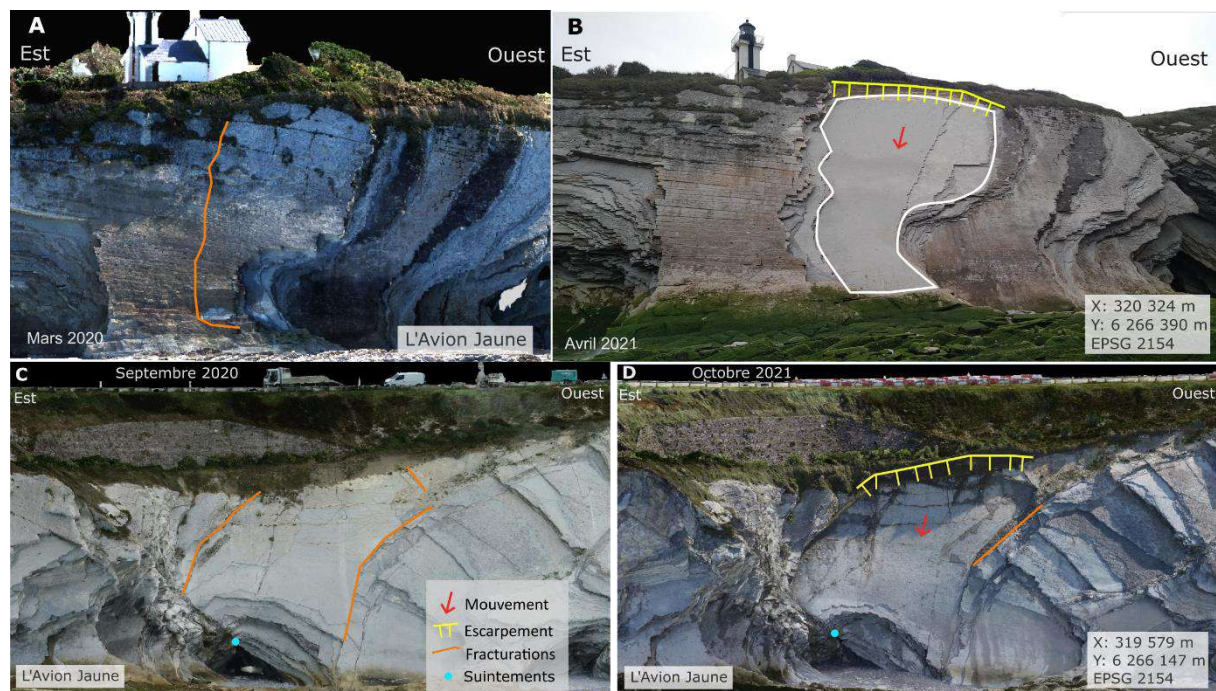 A
Est
Ouest
Mars 2020
L'Avion Jaune
B
Est
Ouest
Avril 2021
X: 320 324 m
Y: 6 266 390 m
EPSG 2154
C
Septembre 2020
Est
Ouest
Mouvement
Escarpement
Fracturations
Suintements
L'Avion Jaune
D
Octobre 2021
Est
Ouest
L'Avion Jaune
X: 319 579 m
Y: 6 266 147 m
EPSG 2154